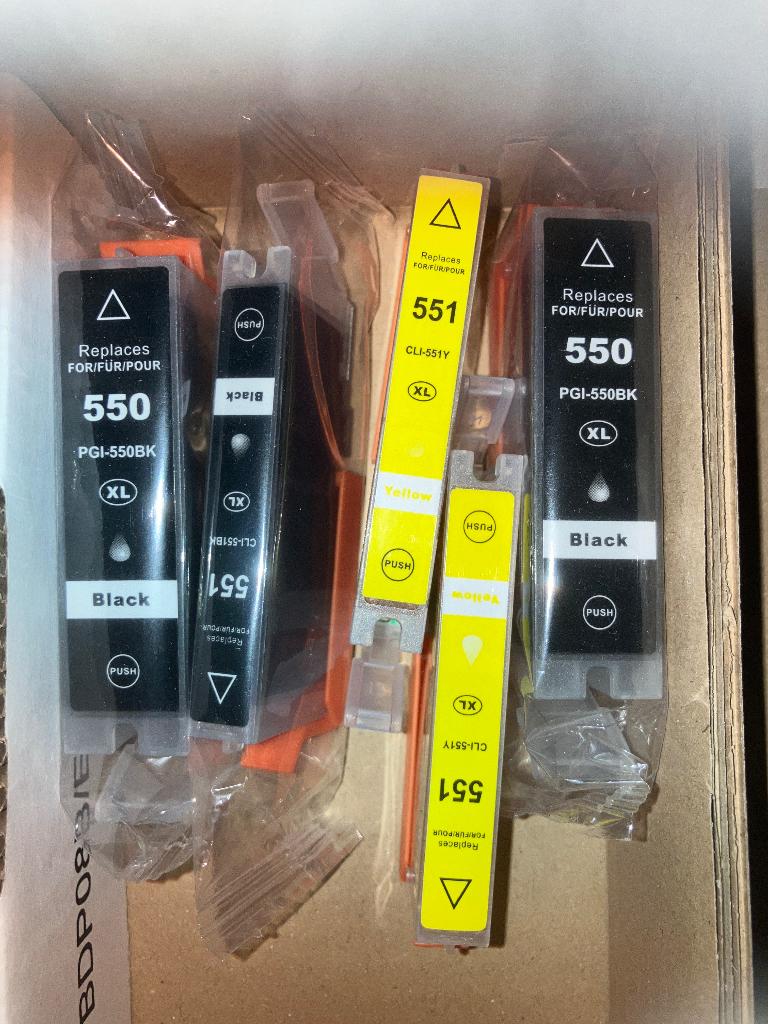 Replaces
FOR/FÜR/POUR
550
PGI-550BK
XL
Black
PUSH
PUSH
Black
XL
CLI-551BK
551
FOR/FÜR/POUR
Replaces
Replaces
FOR/FÜR/POUR
551
CLI-551Y
XL
Yellow
PUSH
PUSH
Yellow
XL
CLI-551Y
551
FOR/FÜR/POUR
Replaces
Replaces
FOR/FÜR/POUR
550
PGI-550BK
XL
Black
PUSH